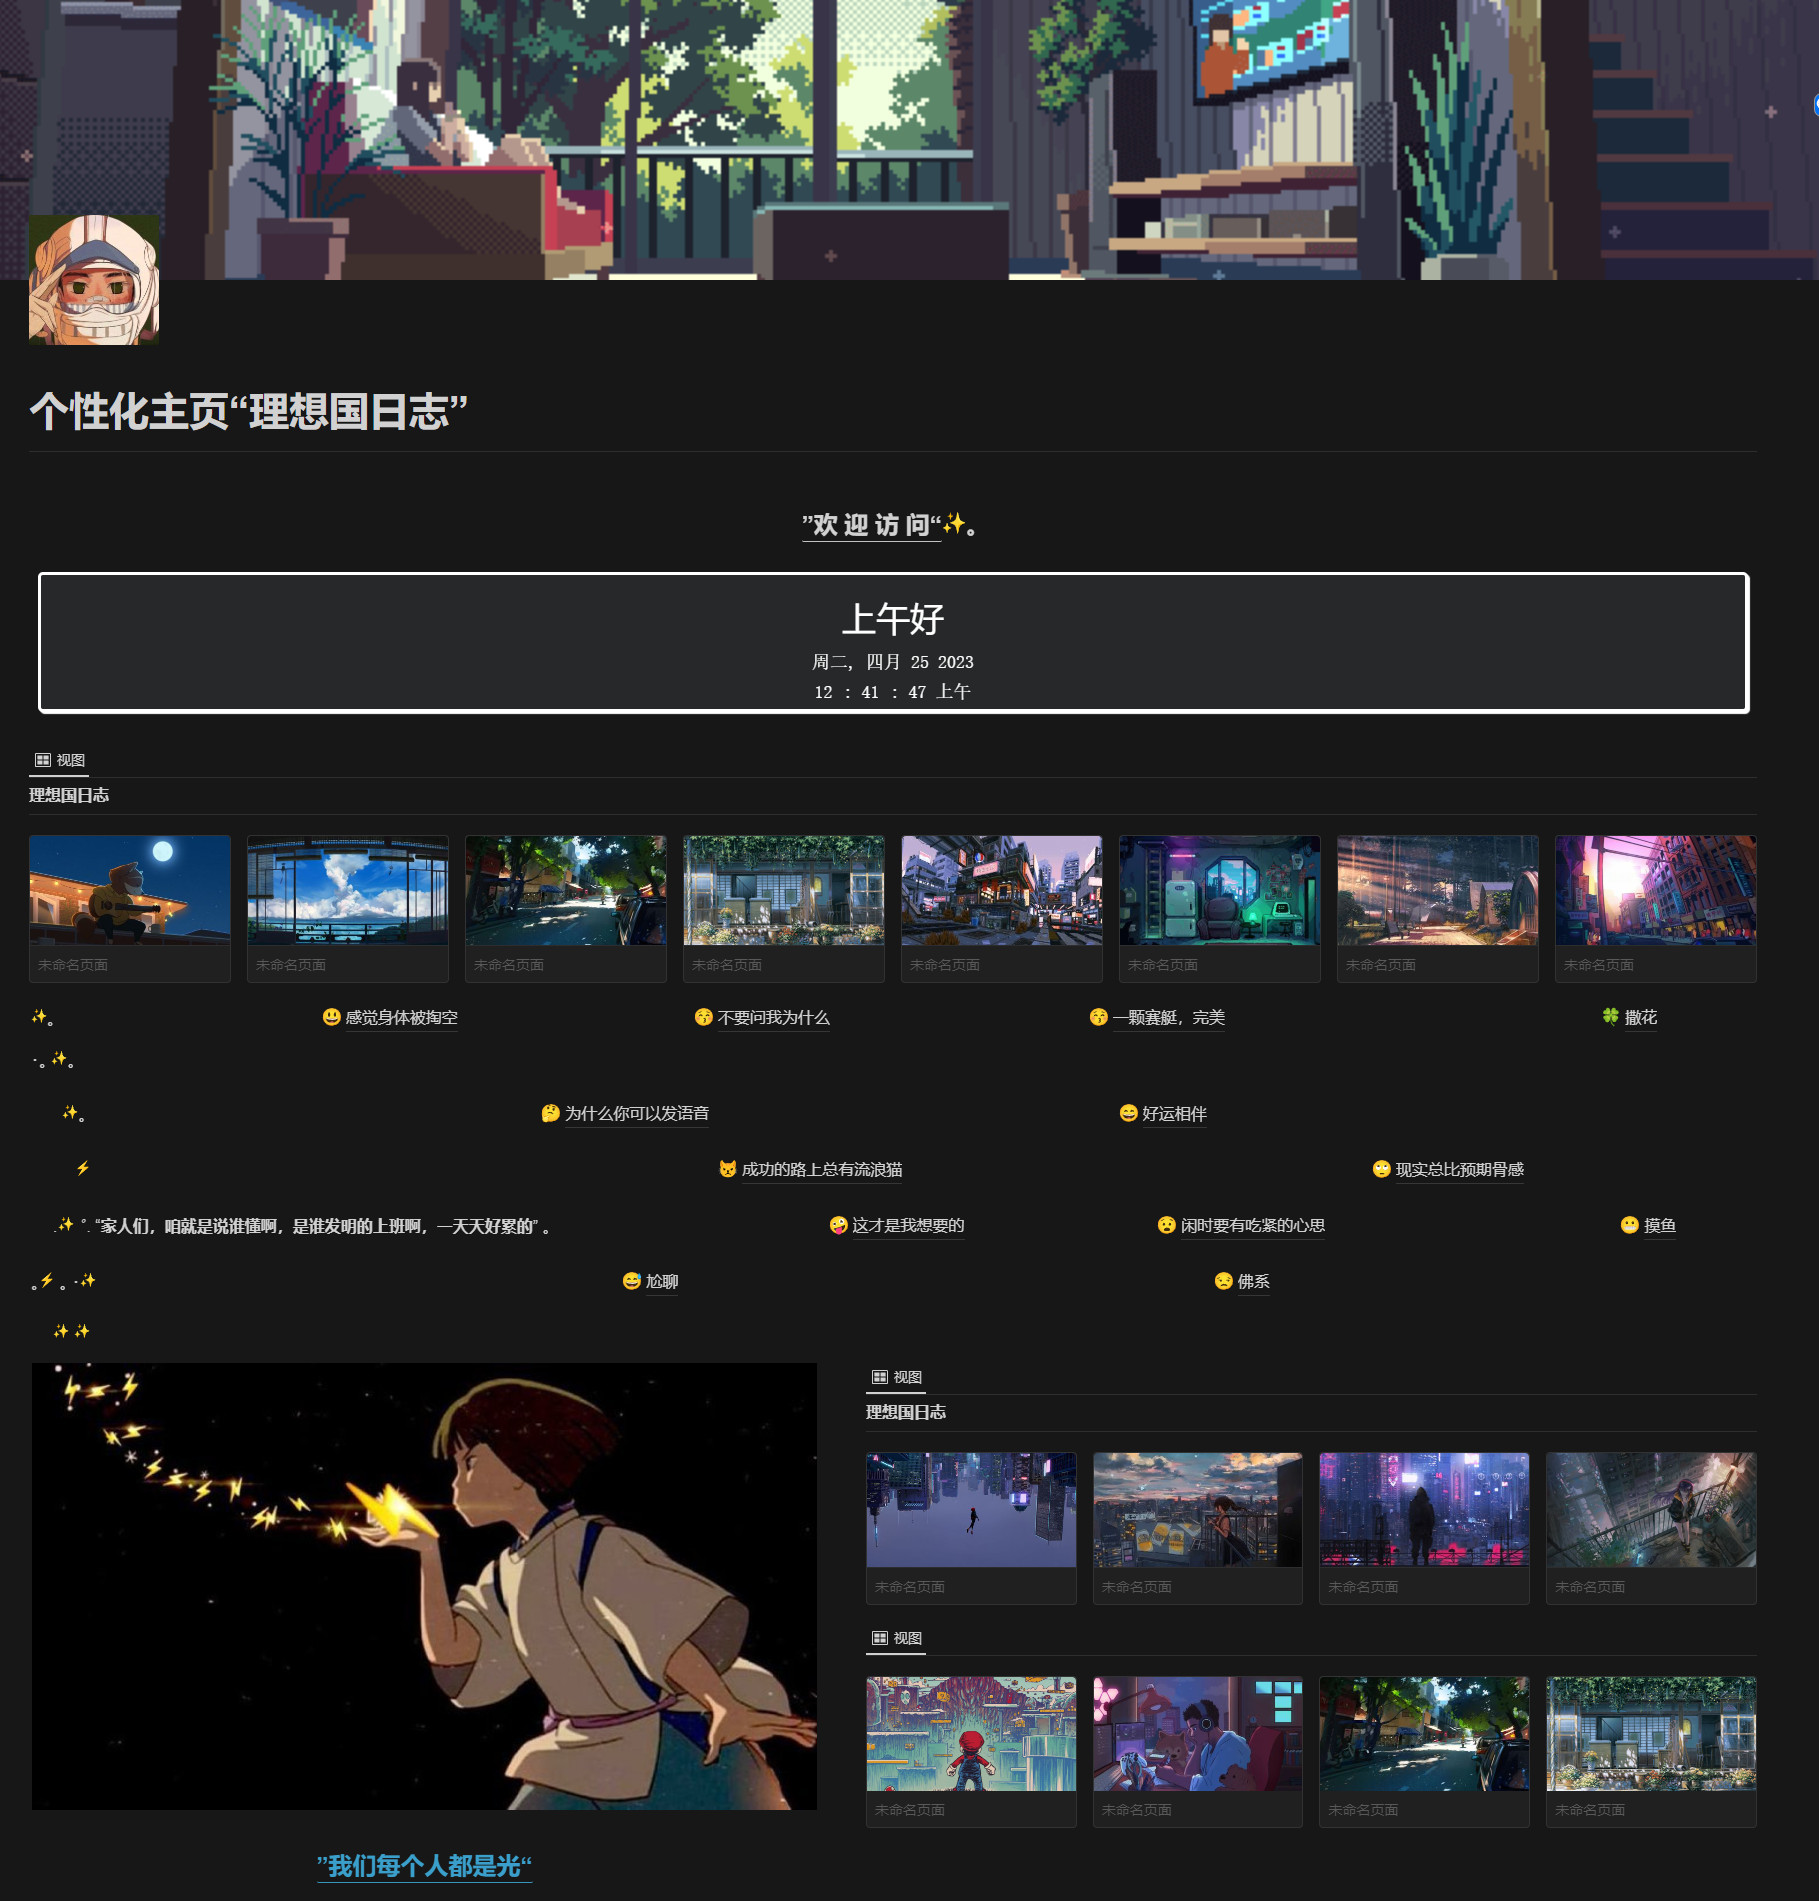 个性化主页“理想国日志”
”欢 迎 访 问“✨。
上午好
周二, 四月 25 2023
12 : 41 : 47 上午
视图
理想国日志
未命名页面 未命名页面 未命名页面 未命名页面 未命名页面 未命名页面 未命名页面 未命名页面
✨。 😃 感觉身体被掏空 😚 不要问我为什么 😚 一颗赛艇，完美 🍀 撒花
·。✨。
✨。 🤔 为什么你可以发语音 😄 好运相伴
⚡ 😼 成功的路上总有流浪猫 🙄 现实总比预期骨感
.✨ ˚. “家人们，咱就是说谁懂啊，是谁发明的上班啊，一天天好累的” 。 🤪 这才是我想要的 😧 闲时要有吃紧的心思 😬 摸鱼
。⚡ 。·✨ 😅 尬聊 😒 佛系
✨ ✨
视图
理想国日志
未命名页面 未命名页面 未命名页面 未命名页面
视图
未命名页面 未命名页面 未命名页面 未命名页面
”我们每个人都是光“